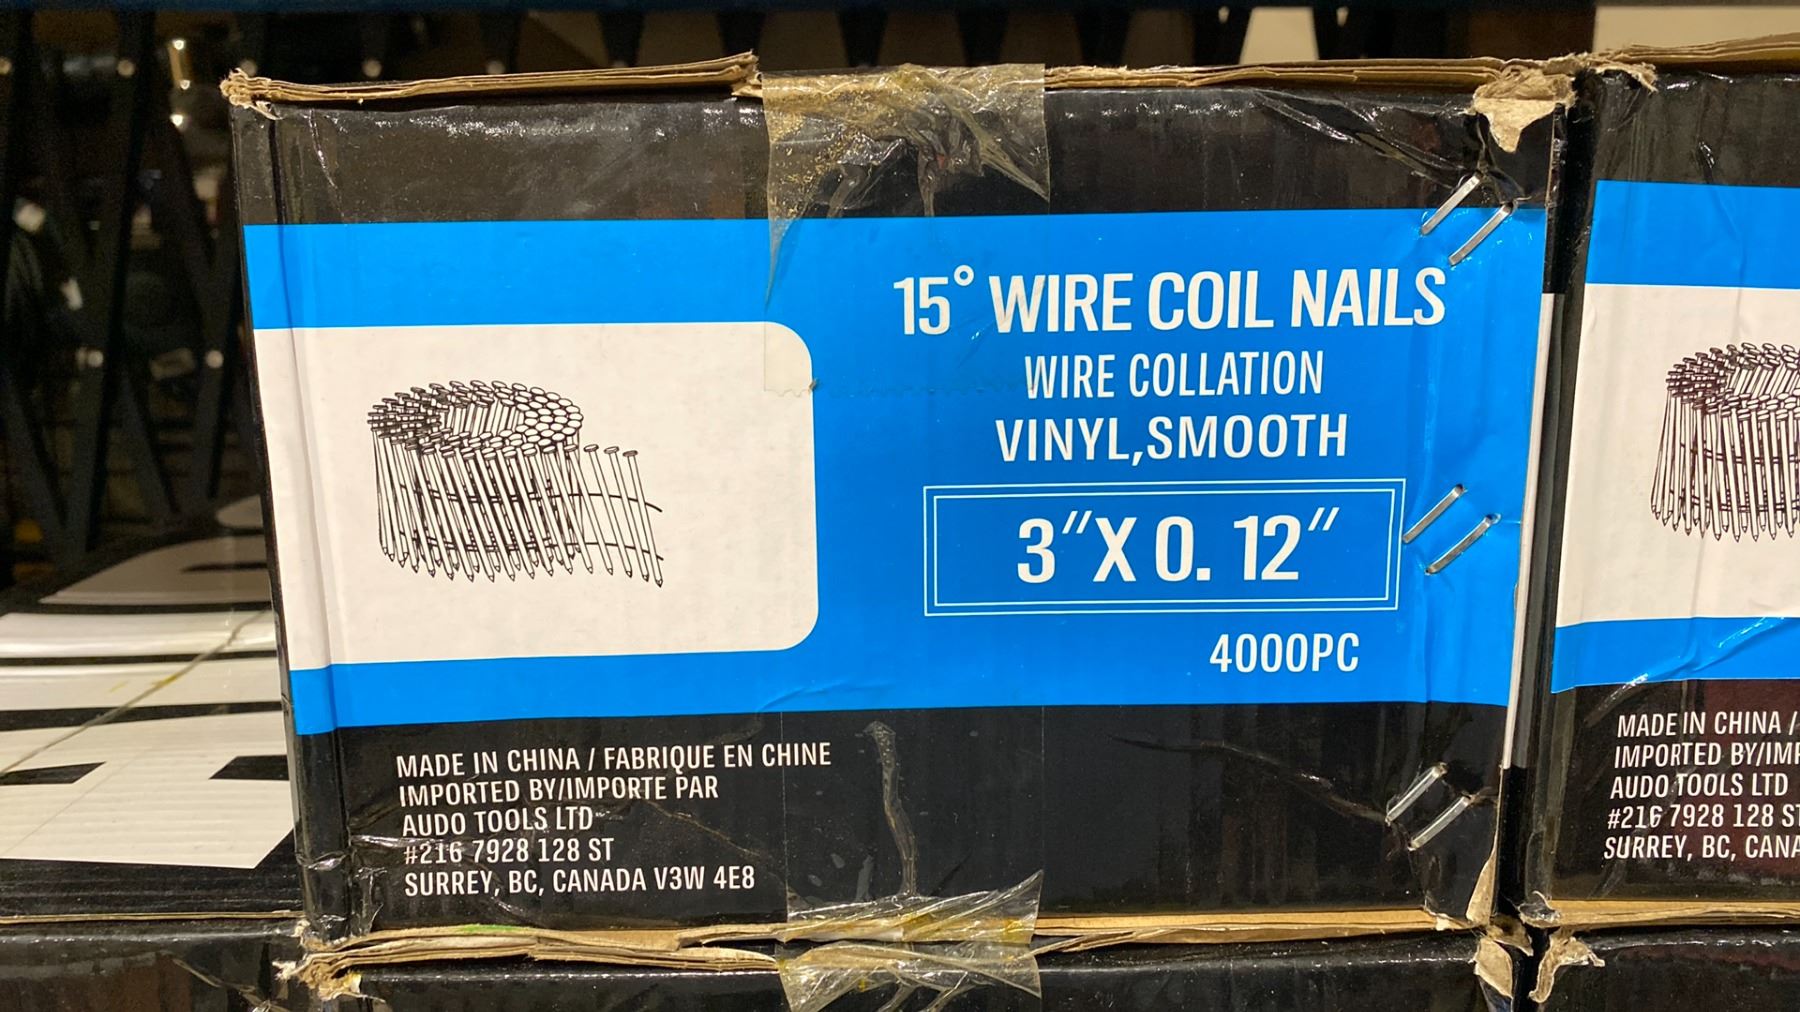 15° WIRE COIL NAILS
WIRE COLLATION
VINYL,SMOOTH
3"X 0. 12"
4000PC
MADE IN CHINA / FABRIQUE EN CHINE
IMPORTED BY/IMPORTE PAR
AUDO TOOLS LTD
#216 7928 128 ST
SURREY, BC, CANADA V3W 4E8
MADE IN CHINA /
IMPORTED BY/IMP
AUDO TOOLS LTD
#216 7928 128 ST
SURREY, BC, CANA